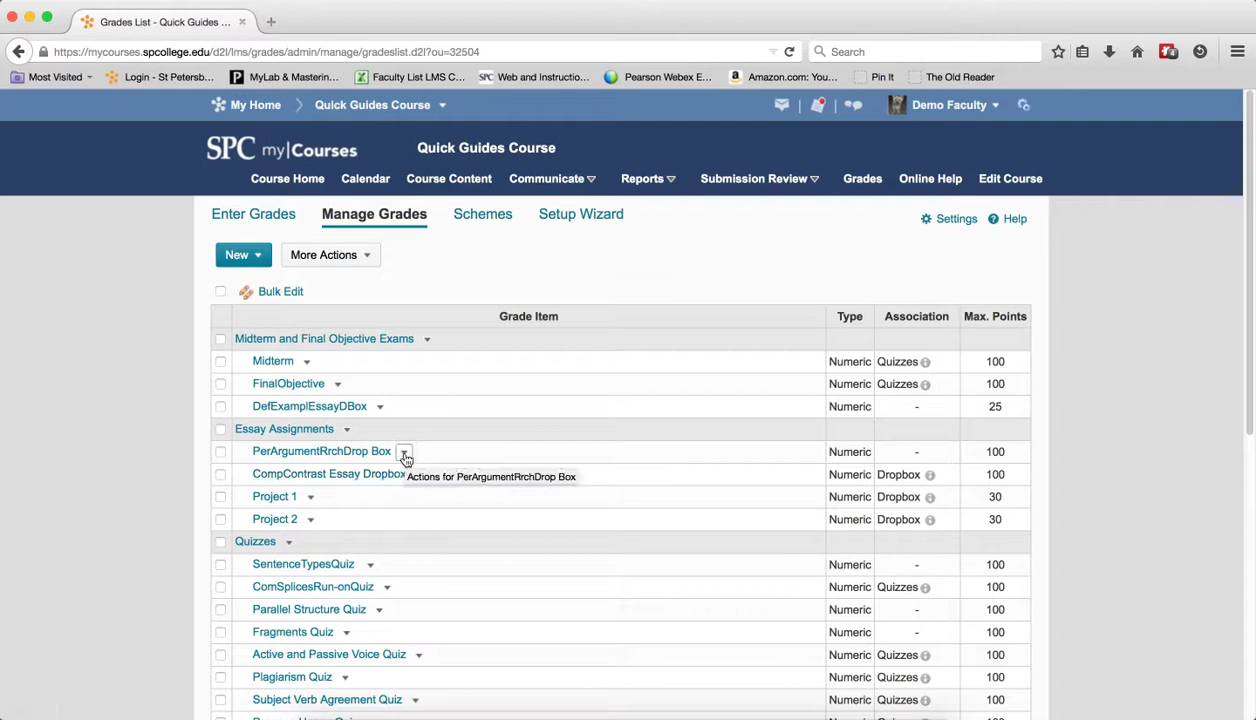 Grades List - Quick Guides ...
https://mycourses.spcollege.edu/d2l/lms/grades/admin/manage/gradeslist.d2l?ou=32504
Search
Most Visited
Login - St Petersb...
MyLab & Mastering...
Faculty List LMS C...
SPC Web and Instructio...
Pearson Webex E...
Amazon.com: You...
Pin It
The Old Reader
My Home
Quick Guides Course
Demo Faculty
SPC my|Courses
Quick Guides Course
Course Home
Calendar
Course Content
Communicate
Reports
Submission Review
Grades
Online Help
Edit Course
Enter Grades
Manage Grades
Schemes
Setup Wizard
Settings
Help
New
More Actions
Bulk Edit
Grade Item Type Association Max. Points
Midterm and Final Objective Exams
Midterm Numeric Quizzes 100
FinalObjective Numeric Quizzes 100
DefExamplEssayDBox Numeric - 25
Essay Assignments
PerArgumentRrchDrop Box Numeric - 100
CompContrast Essay Dropbox Numeric Dropbox 100
Actions for PerArgumentRrchDrop Box
Project 1 Numeric Dropbox 30
Project 2 Numeric Dropbox 30
Quizzes
SentenceTypesQuiz Numeric - 100
ComSplicesRun-onQuiz Numeric Quizzes 100
Parallel Structure Quiz Numeric - 100
Fragments Quiz Numeric - 100
Active and Passive Voice Quiz Numeric Quizzes 100
Plagiarism Quiz Numeric Quizzes 100
Subject Verb Agreement Quiz Numeric Quizzes 100